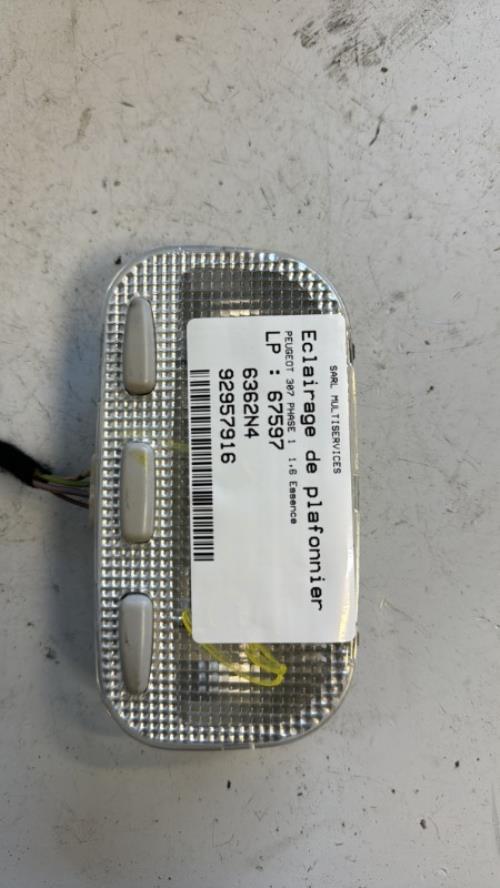 SARL MULTISERVICES
Eclairage de plafonnier
PEUGEOT 307 PHASE 1 1,6 Essence
LP : 67597
6362N4
92957916